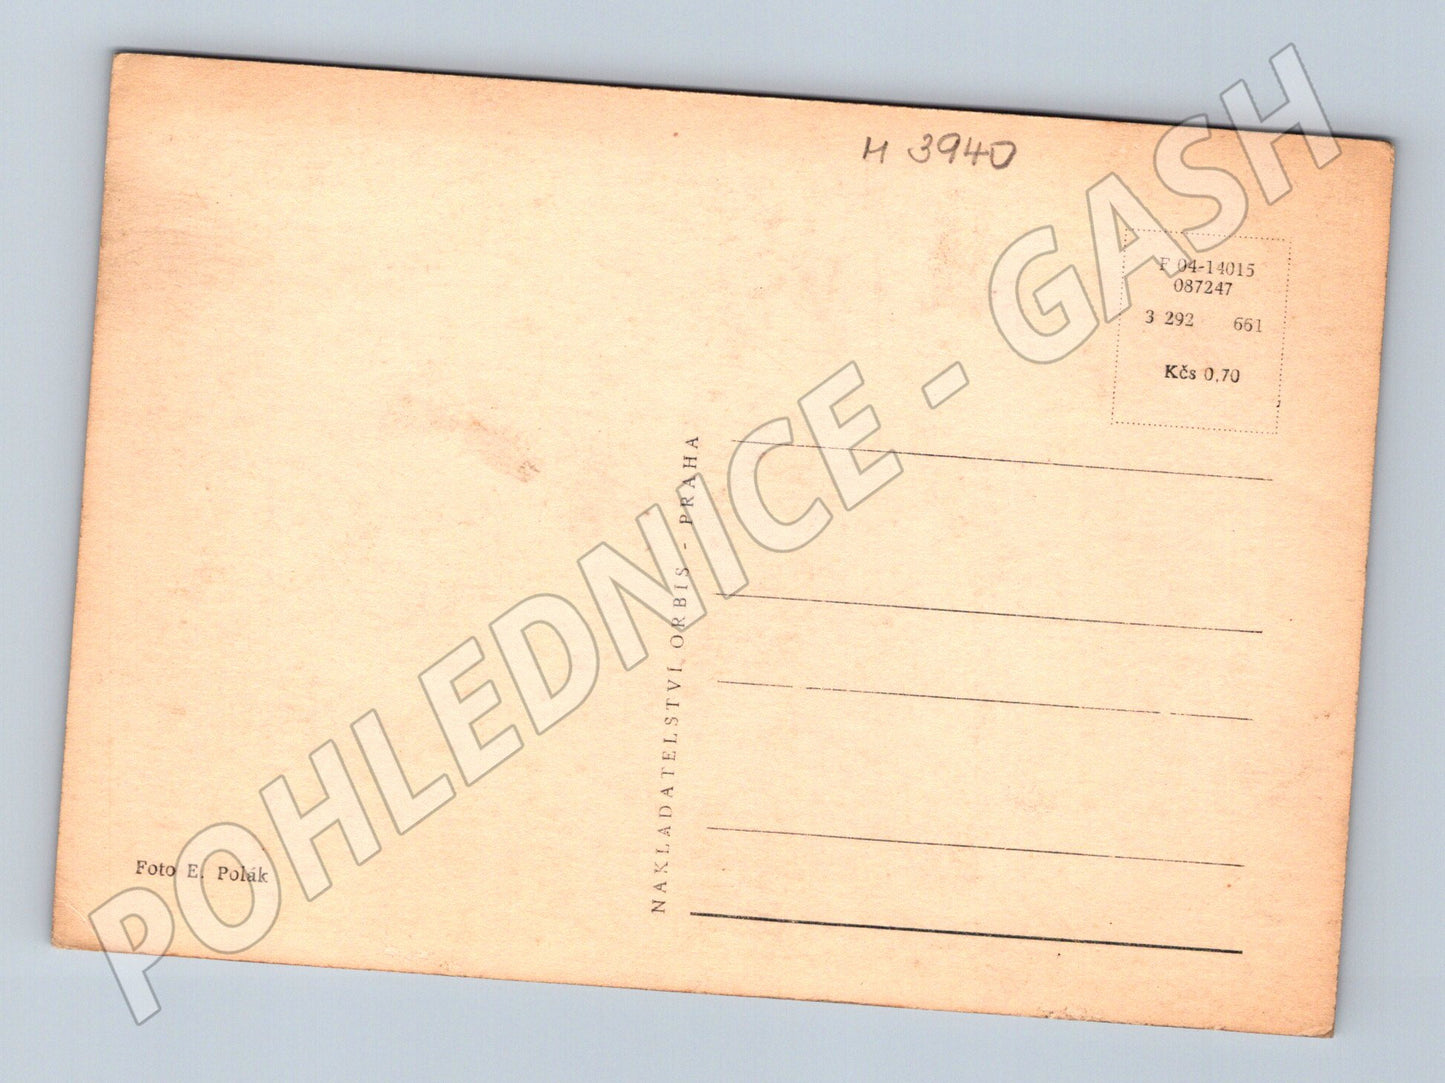 M 3940
F 04-14015
087247
3 292 661
Kčs 0,70
NAKLADATELSTVÍ ORBIS - PRAHA
Foto E. Polák
POHLEDNICE - GASH